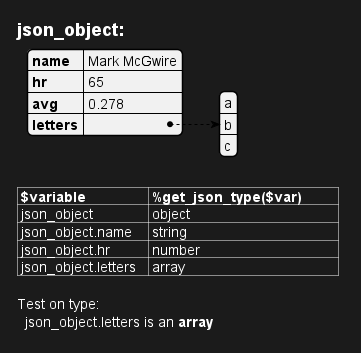 json_object:
name Mark McGwire
hr 65
avg 0.278
letters
a
b
c
$variable %get_json_type($var)
json_object object
json_object.name string
json_object.hr number
json_object.letters array
Test on type:
json_object.letters is an array